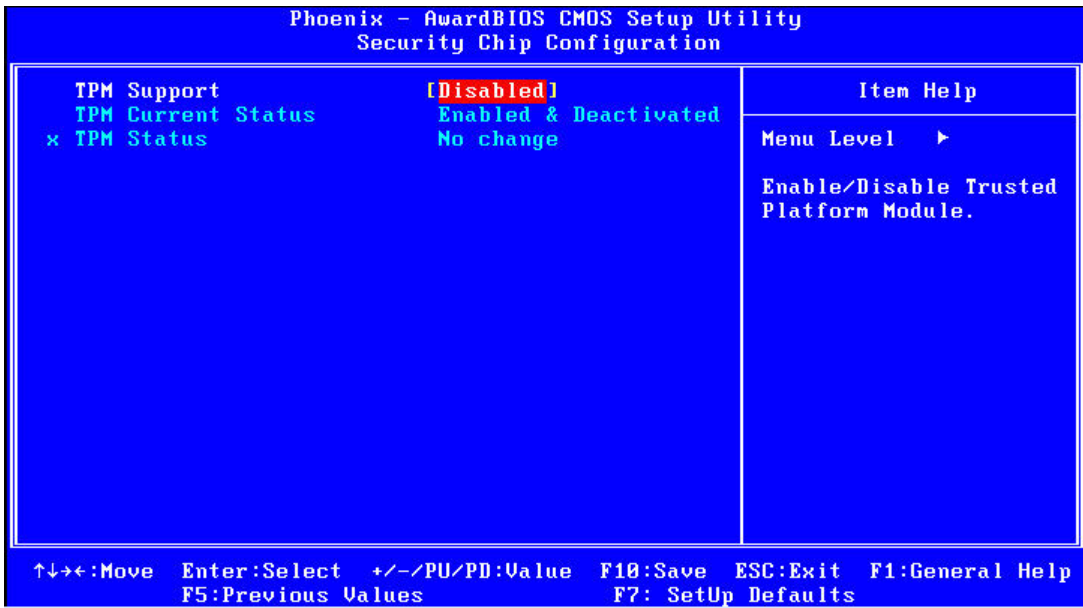 Phoenix - AwardBIOS CMOS Setup Utility
Security Chip Configuration
TPM Support [Disabled]
TPM Current Status Enabled & Deactivated
x TPM Status No change
Item Help
Menu Level ►
Enable/Disable Trusted
Platform Module.
↑↓→←:Move Enter:Select +/-/PU/PD:Value F10:Save ESC:Exit F1:General Help
F5:Previous Values F7: SetUp Defaults